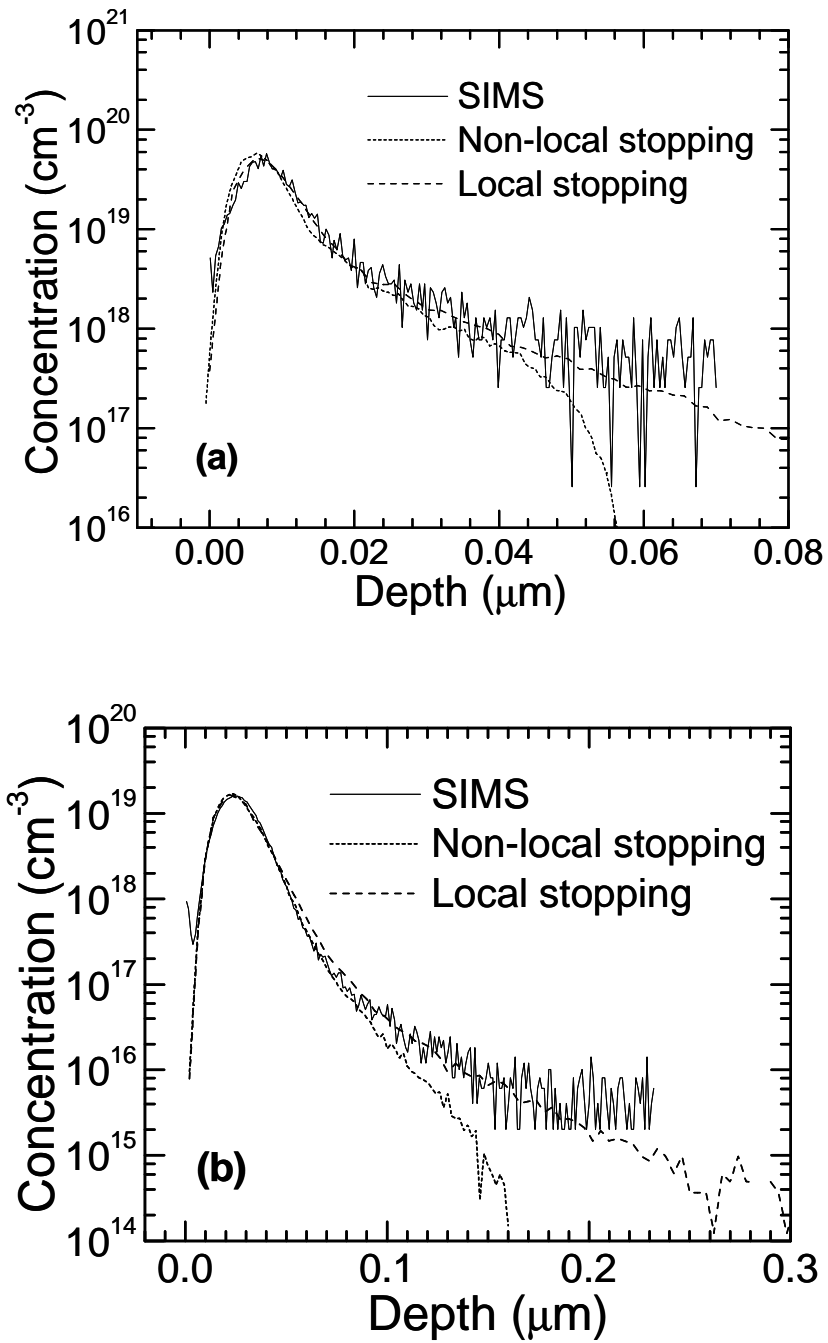 10^21
10^20
10^19
10^18
10^17
10^16
Concentration (cm^-3)
SIMS
Non-local stopping
Local stopping
(a)
0.00 0.02 0.04 0.06 0.08
Depth (μm)
10^20
10^19
10^18
10^17
10^16
10^15
10^14
Concentration (cm^-3)
SIMS
Non-local stopping
Local stopping
(b)
0.0 0.1 0.2 0.3
Depth (μm)